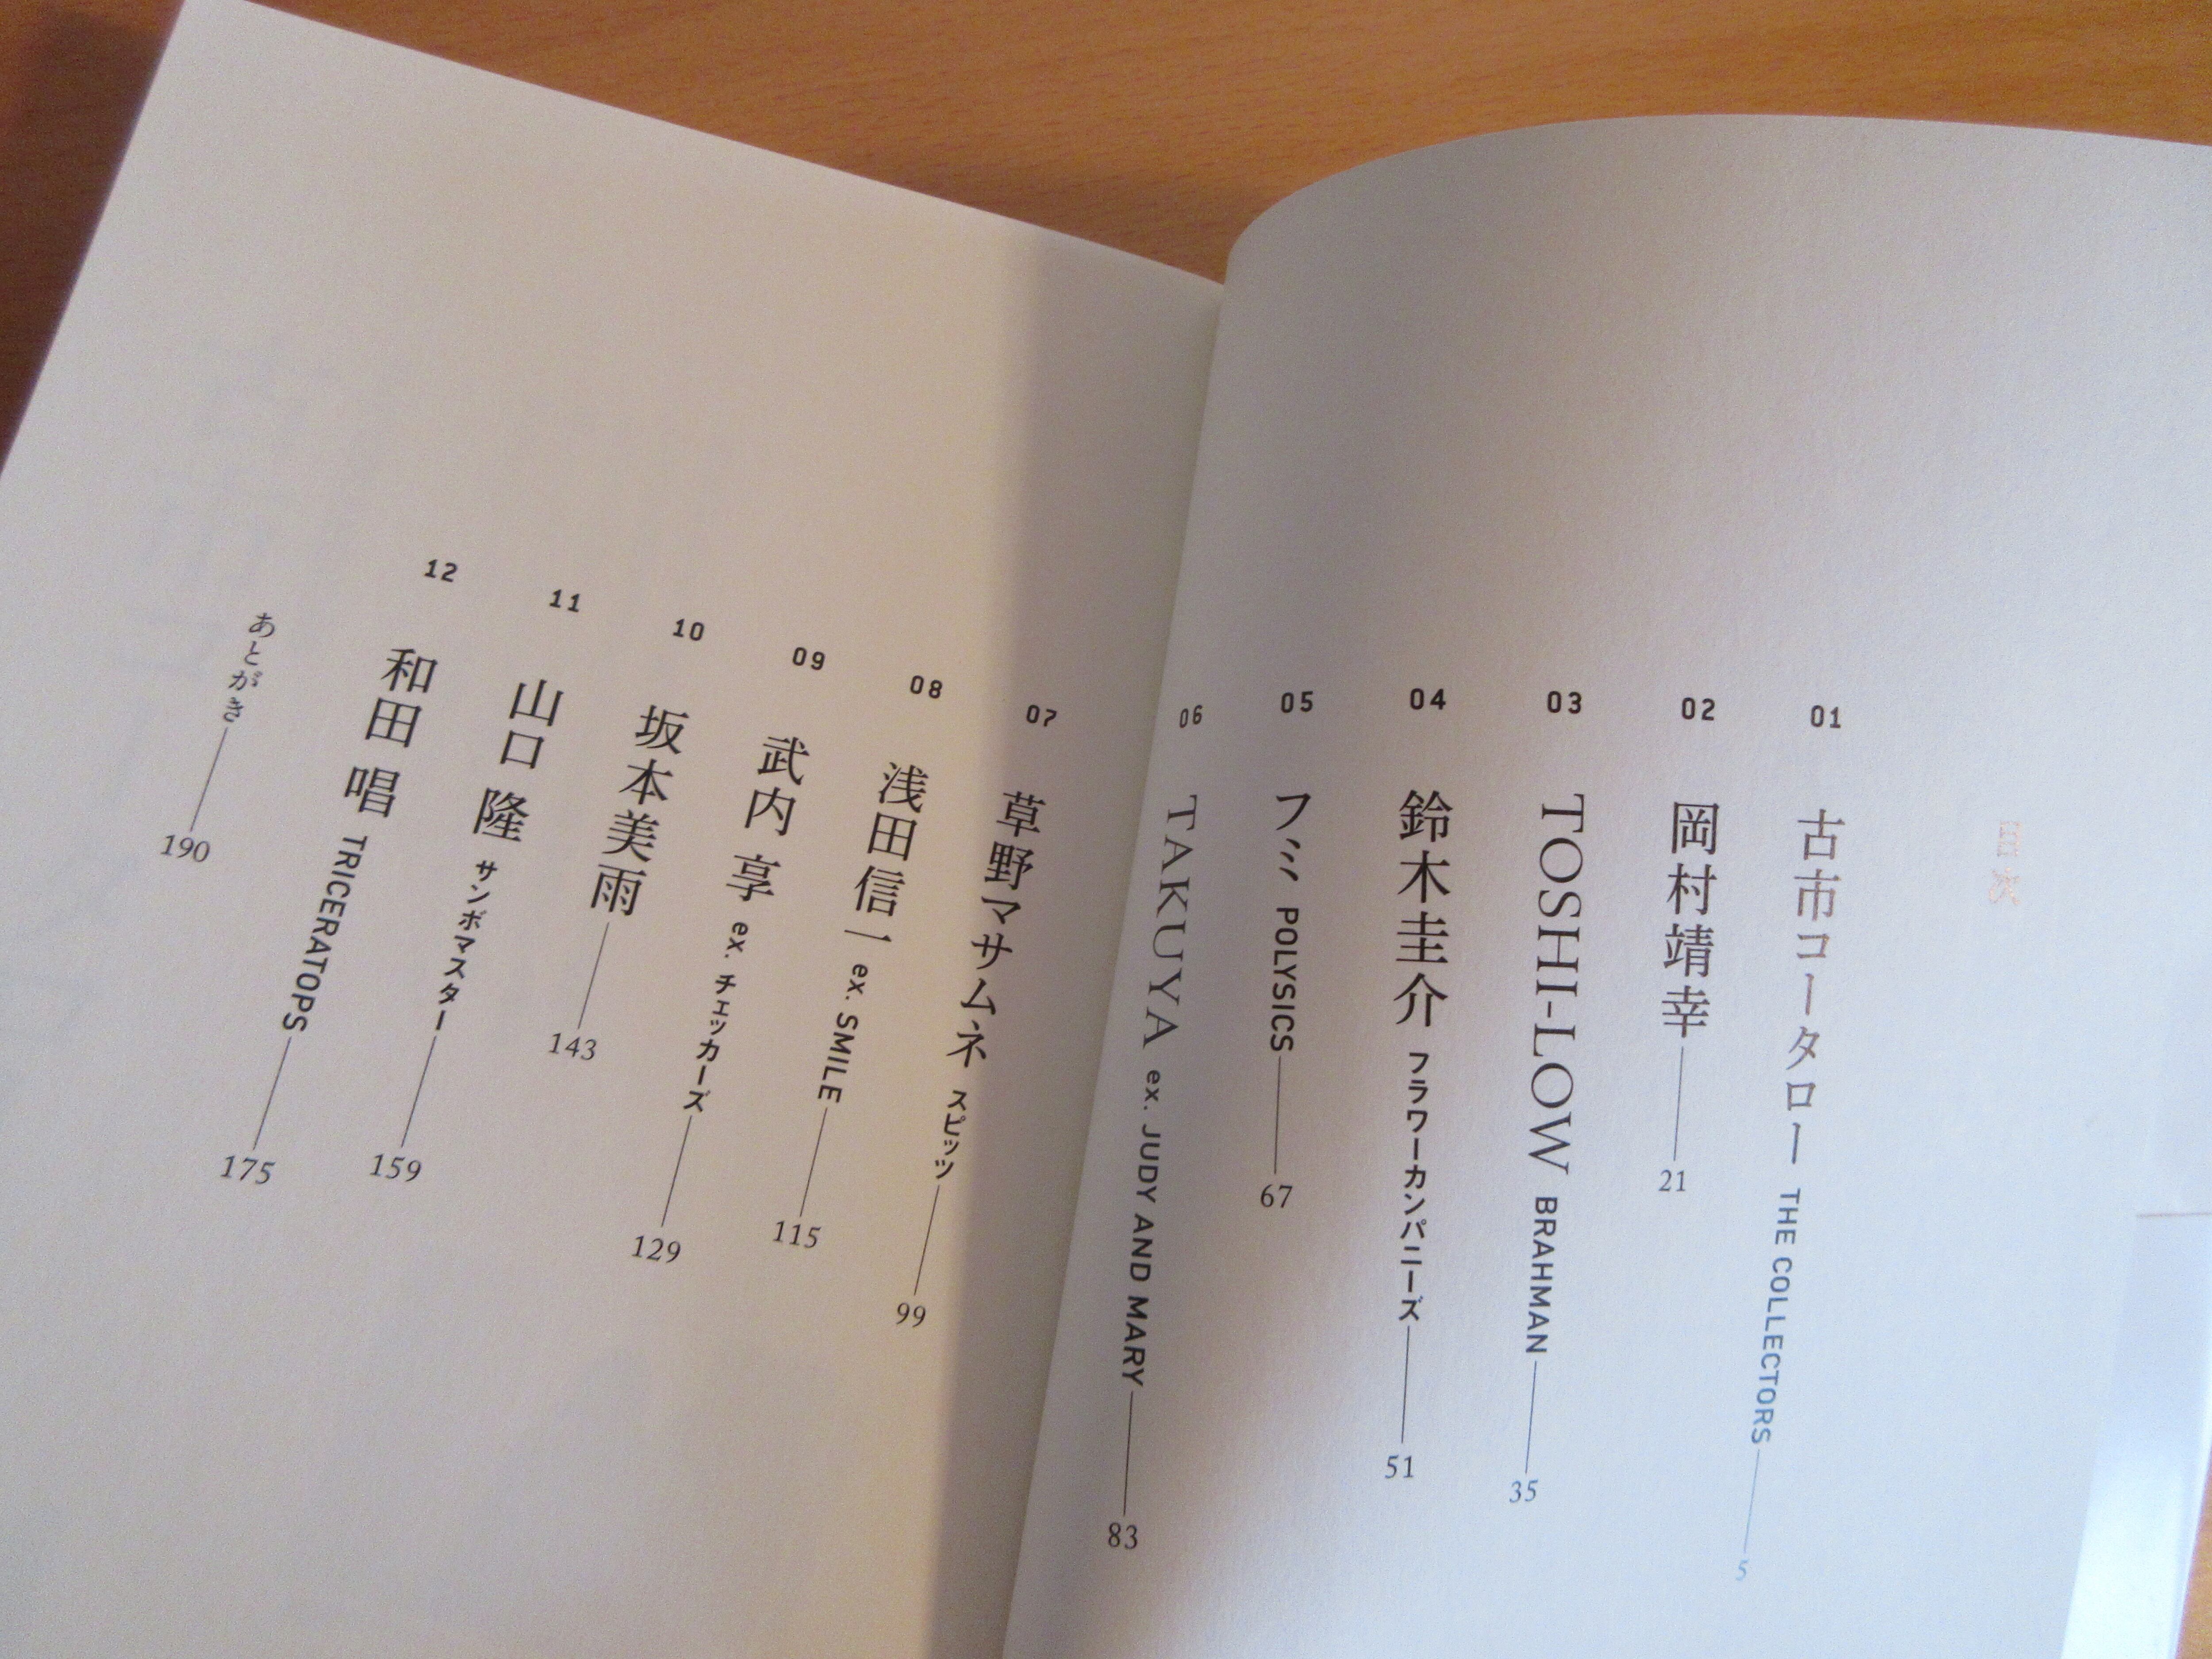 目次
01 古市コータロー THE COLLECTORS 5
02 岡村靖幸 21
03 TOSHI-LOW BRAHMAN 35
04 鈴木圭介 フラワーカンパニーズ 51
05 フミ POLYSICS 67
06 TAKUYA ex. JUDY AND MARY 83
07 草野マサムネ スピッツ 99
08 浅田信一 ex. SMILE 115
09 武内 享 ex. チェッカーズ 129
10 坂本美雨 143
11 山口 隆 サンボマスター 159
12 和田 唱 TRICERATOPS 175
あとがき 190